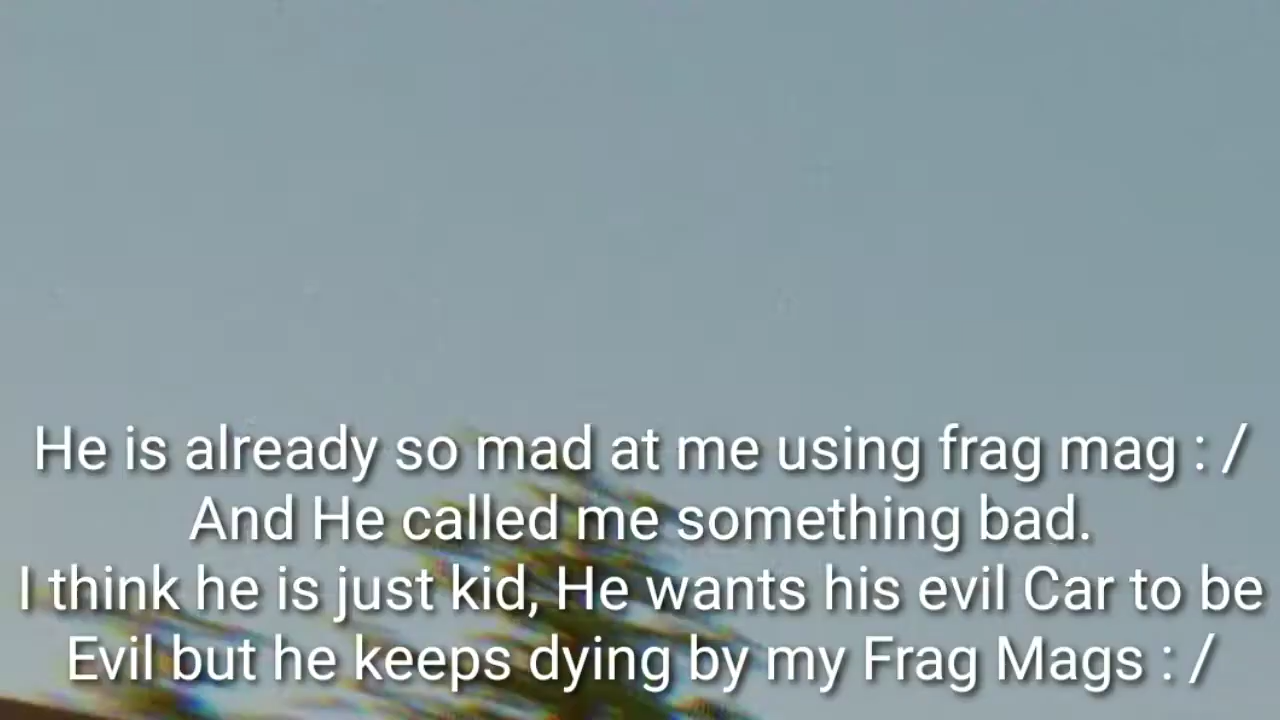 He is already so mad at me using frag mag : /
And He called me something bad.
I think he is just kid, He wants his evil Car to be
Evil but he keeps dying by my Frag Mags : /